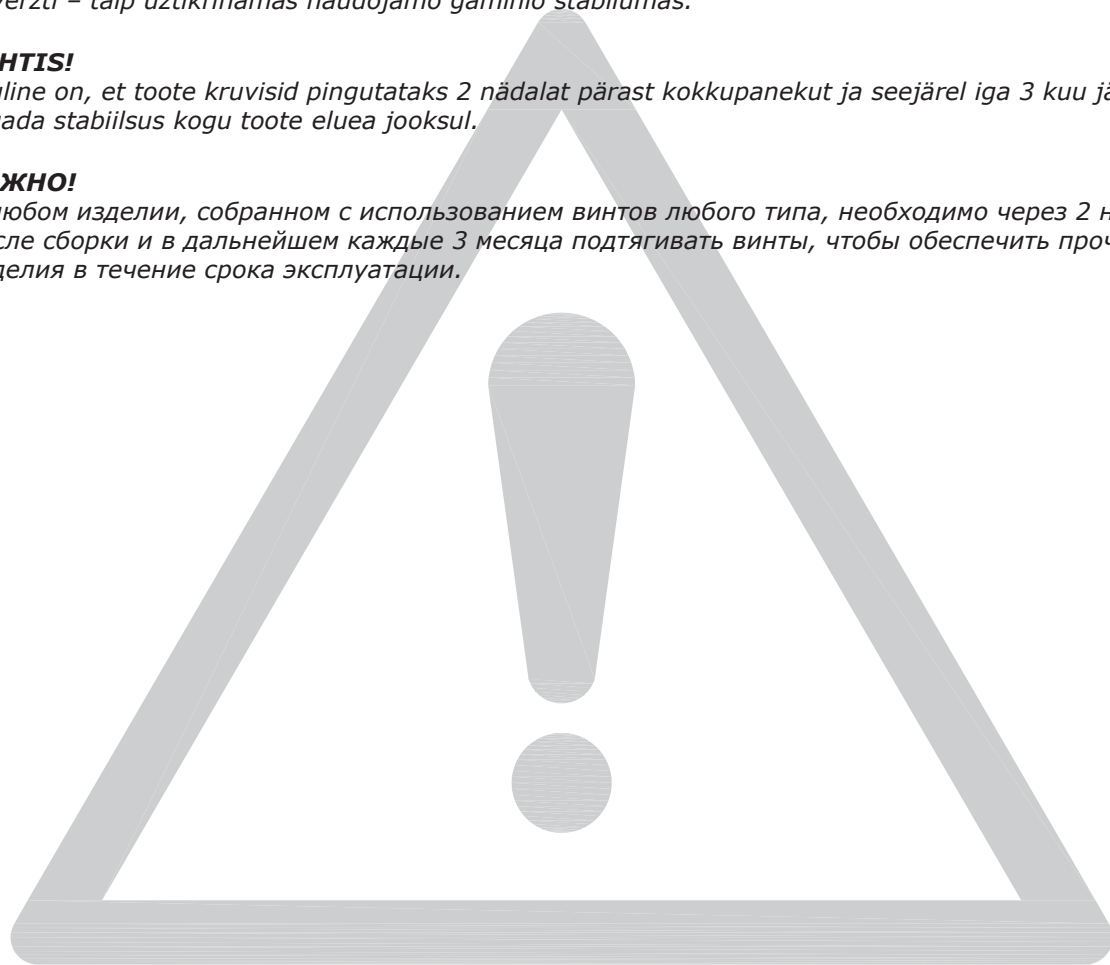 – taip užtikrinamas naudojamo gaminio stabilumas.
HTIS!
line on, et toote kruvisid pingutataks 2 nädalat pärast kokkupanekut ja seejärel iga 3 kuu
ada stabiilsus kogu toote eluea jooksul.
ЖНО!
любом изделии, собранном с использованием винтов любого типа, необходимо через 2 н
сле сборки и в дальнейшем каждые 3 месяца подтягивать винты, чтобы обеспечить проч
делия в течение срока эксплуатации.